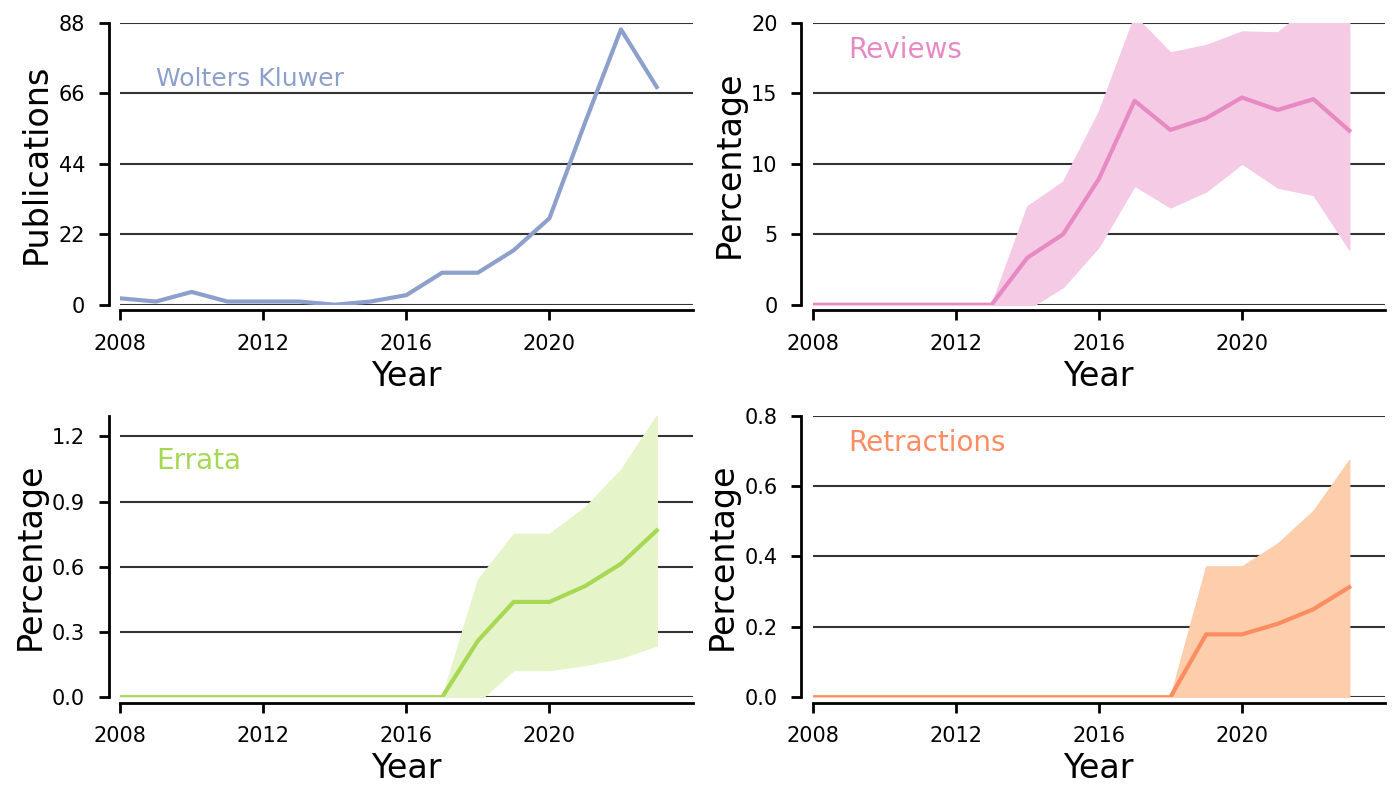 Publications
88
66
44
22
0
Wolters Kluwer
2008 2012 2016 2020
Year
Percentage
20
15
10
5
0
Reviews
2008 2012 2016 2020
Year
Percentage
1.2
0.9
0.6
0.3
0.0
Errata
2008 2012 2016 2020
Year
Percentage
0.8
0.6
0.4
0.2
0.0
Retractions
2008 2012 2016 2020
Year